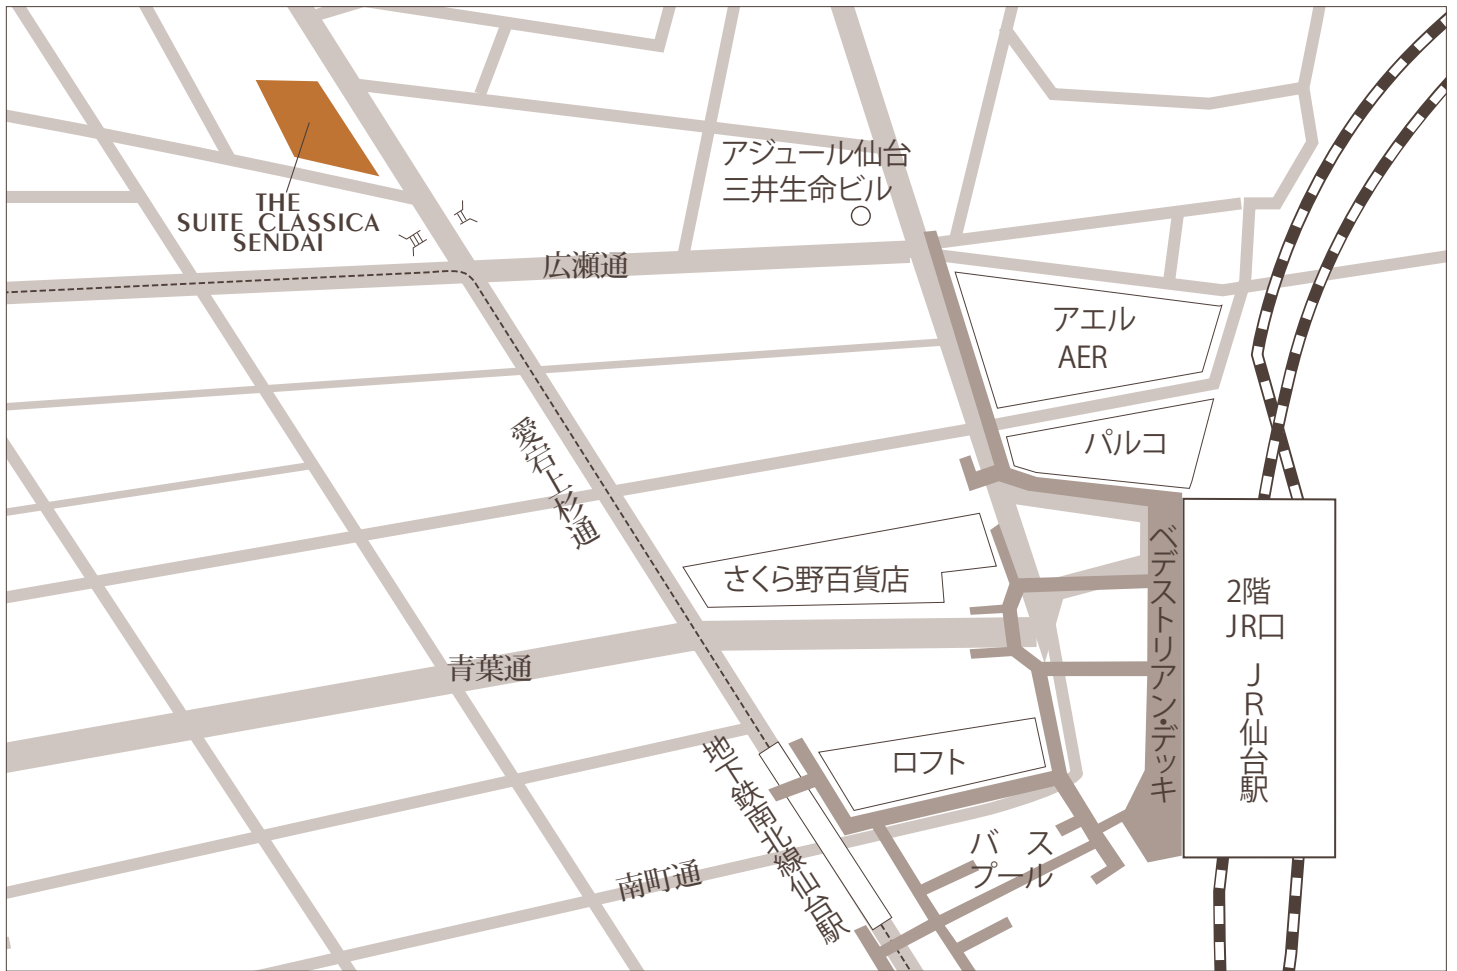 アジュール仙台
三井生命ビル
THE
SUITE CLASSICA
SENDAI
広瀬通
アエル
AER
愛宕上杉通
パルコ
さくら野百貨店
ペデストリアン・デッキ
2階
JR口
JR仙台駅
青葉通
ロフト
地下鉄南北線仙台駅
バス
プール
南町通